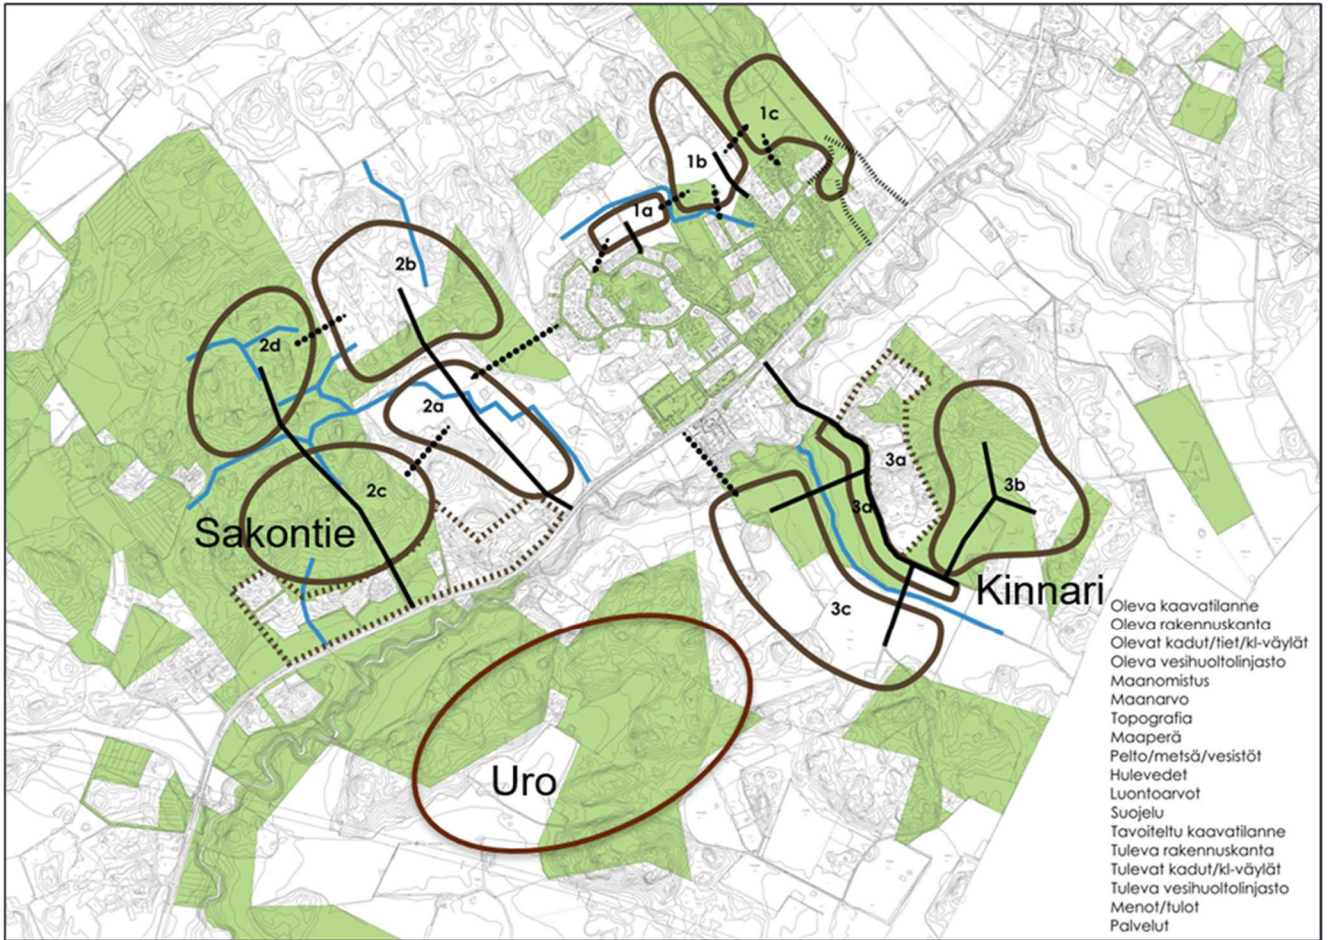 1c
1b
1a
2b
2d
2a
3a
3b
2c
3d
Sakontie
Kinnari
3c
Uro
Oleva kaavatilanne
Oleva rakennuskanta
Olevat kadut/tiet/kl-väylät
Oleva vesihuoltolinjasto
Maanomistus
Maanarvo
Topografia
Maaperä
Pelto/metsä/vesistöt
Hulevedet
Luontoarvot
Suojelu
Tavoiteltu kaavatilanne
Tuleva rakennuskanta
Tulevat kadut/kl-väylät
Tuleva vesihuoltolinjasto
Menot/tulot
Palvelut